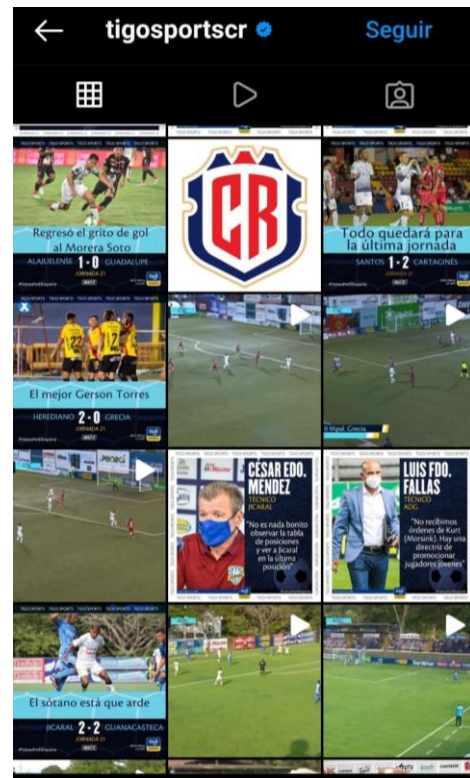 tigosportscr
Seguir
Regresó el grito de gol
al Morera Soto
ALAJUELENSE 1-0 GUADALUPE
JORNADA 21
CR
Todo quedará para
la última jornada
SANTOS 1-2 CARTAGINÉS
JORNADA 21
El mejor Gerson Torres
HEREDIANO 2-0 GRECIA
JORNADA 21
0 Mpal. Grecia
CÉSAR EDO.
MÉNDEZ
TÉCNICO
JICARAL
"No es nada bonito
observar la tabla
de posiciones
y ver a Jicaral
en la última
posición"
LUIS FDO.
FALLAS
TÉCNICO
ADG
"No recibimos
órdenes de Kurt
(Morsink). Hay una
directriz de
promocionar
jugadores jóvenes"
El sótano está que arde
JICARAL 2-2 GUANACASTECA
JORNADA 21